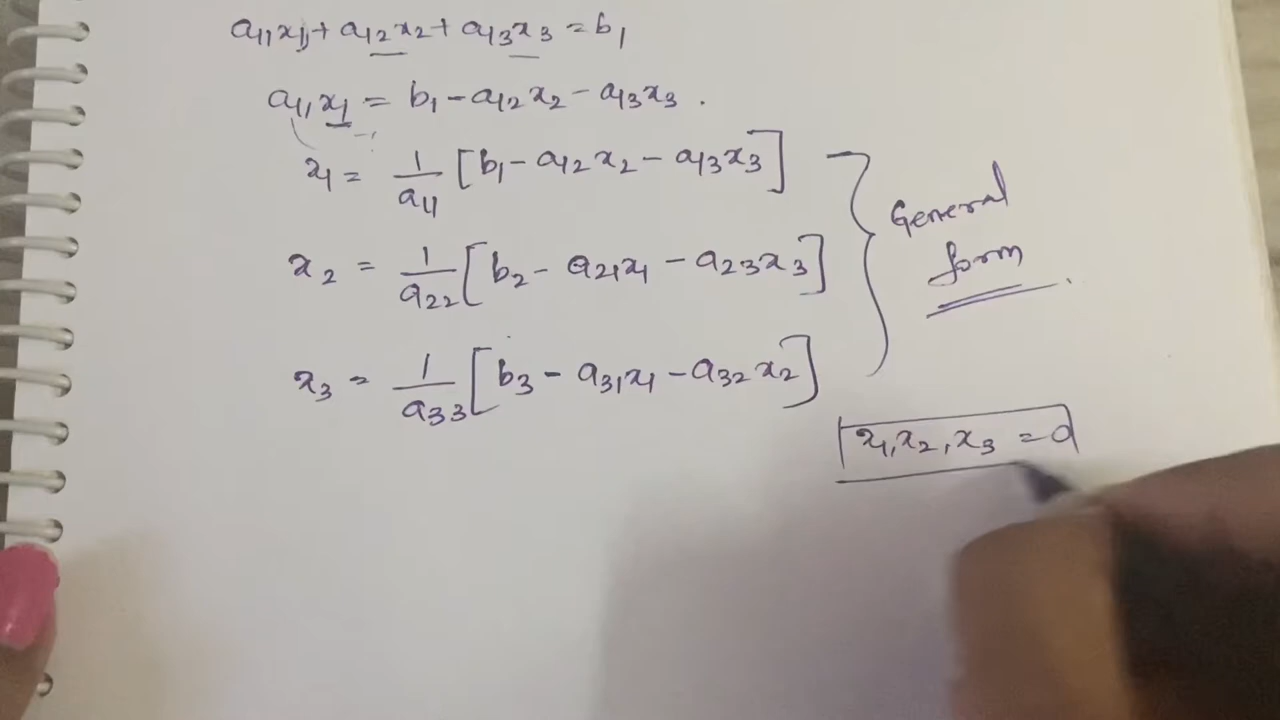 a11x1 + a12x2 + a13x3 = b1
a11x1 = b1 - a12x2 - a13x3 .
x1 = 1/a11 [b1 - a12x2 - a13x3]
x2 = 1/a22 [b2 - a21x1 - a23x3]
x3 = 1/a33 [b3 - a31x1 - a32x2]
General
form
x1, x2, x3 = 0